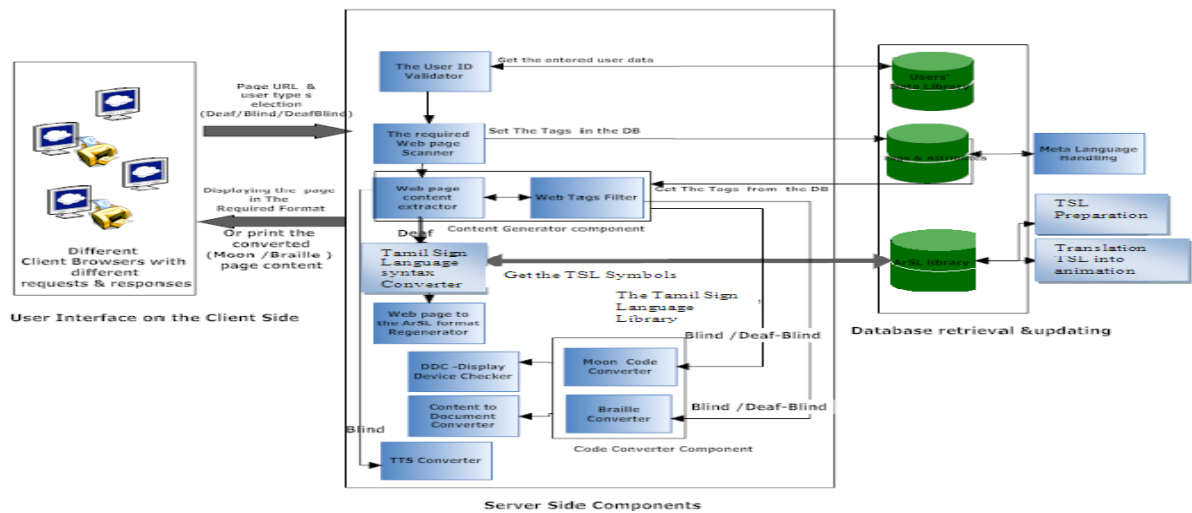 Page URL &
user type s
election
(Deaf/Blind/DeafBlind)
Displaying the page
in The
Required Format
Or print the
converted
(Moon /Braille )
page content
Different
Client Browsers with
different
requests & responses
User Interface on the Client Side
The User ID
Validator
Get the entered user data
The required
Web page
Scanner
Set The Tags in the DB
Web page
content
extractor
Web Tags Filter
Get The Tags from the DB
Content Generator component
Deaf
Tamil Sign
Language
syntax
Converter
Get the TSL Symbols
The Tamil Sign
Language
Library
Web page to
the ArSL format
Regenerator
Blind /Deaf-Blind
DDC -Display
Device Checker
Moon Code
Converter
Content to
Document
Converter
Braille
Converter
Blind /Deaf-Blind
Blind
Code Converter Component
TTS Converter
Server Side Components
Users'
Data Library
& Attributes
Meta Language
Handling
TSL
Preparation
ArSL library
Translation
TSL into
animation
Database retrieval &updating